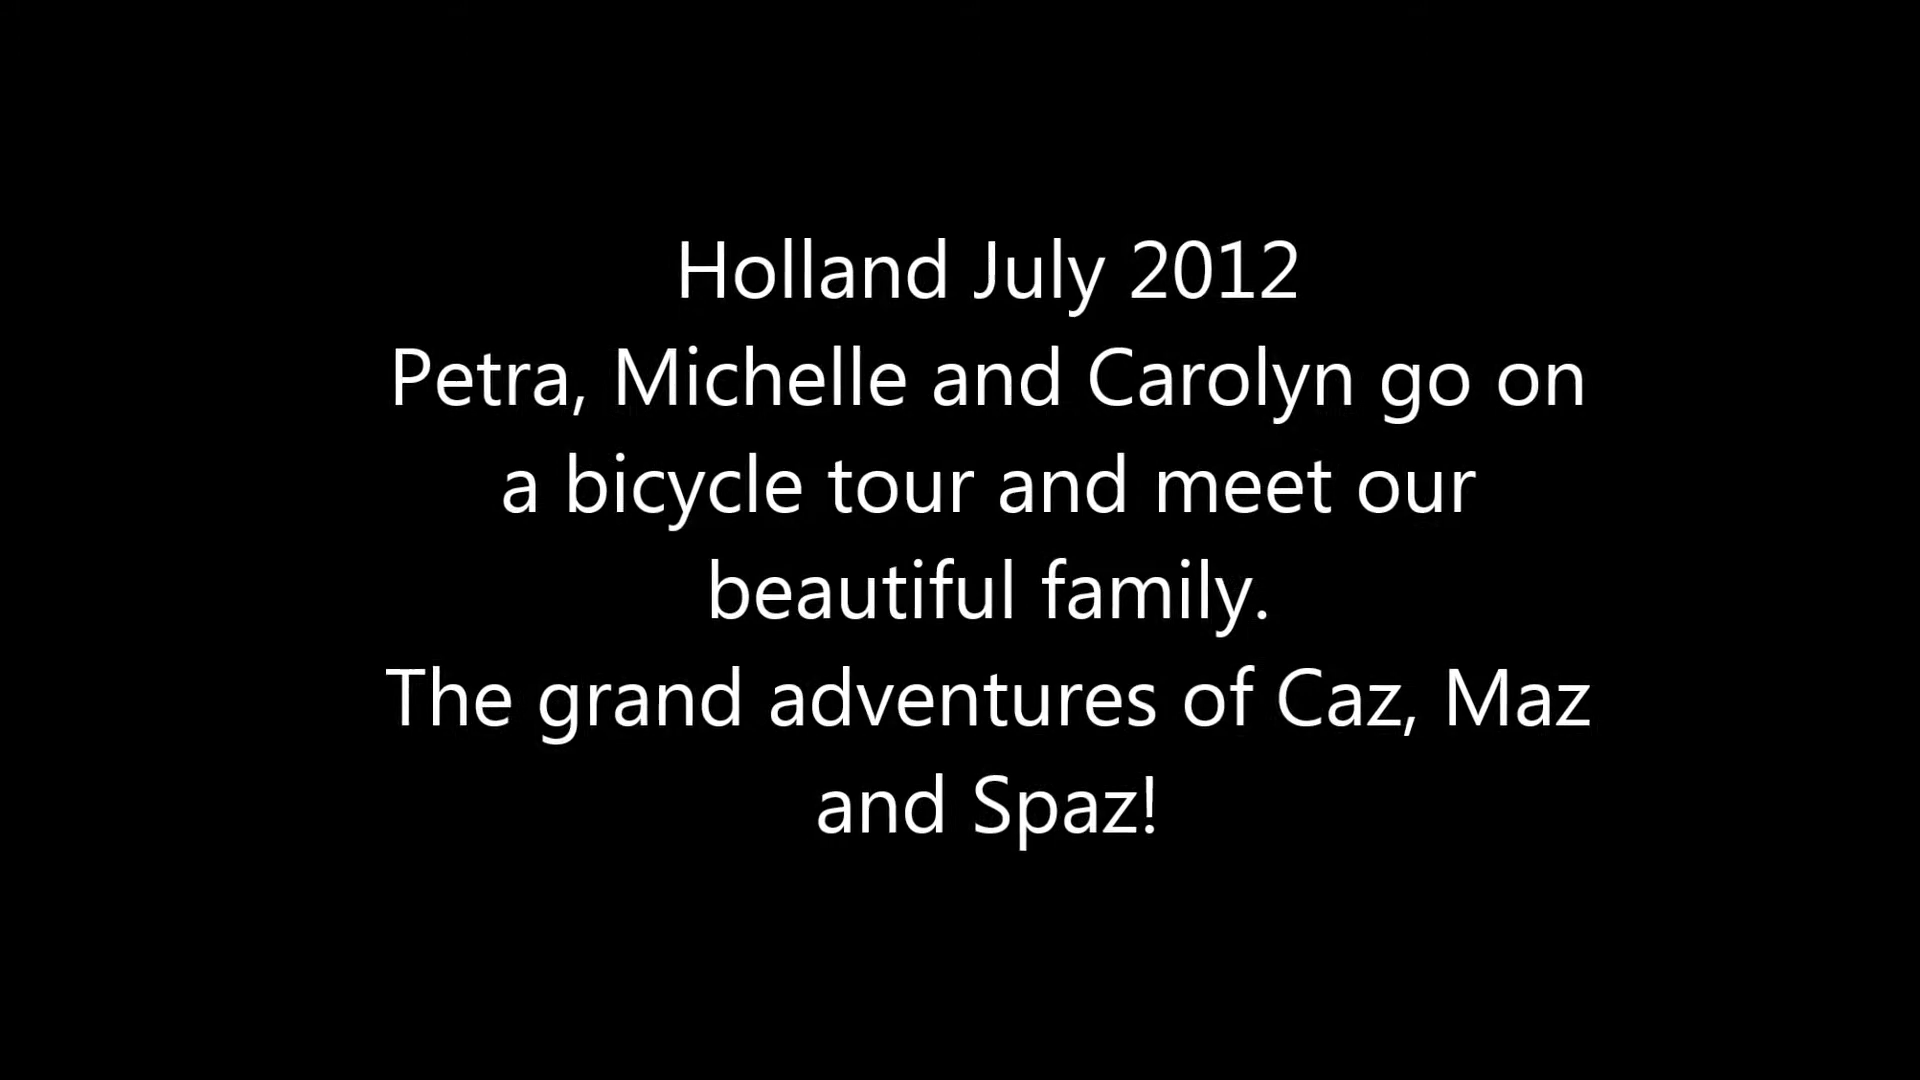 Holland July 2012
Petra, Michelle and Carolyn go on
a bicycle tour and meet our
beautiful family.
The grand adventures of Caz, Maz
and Spaz!